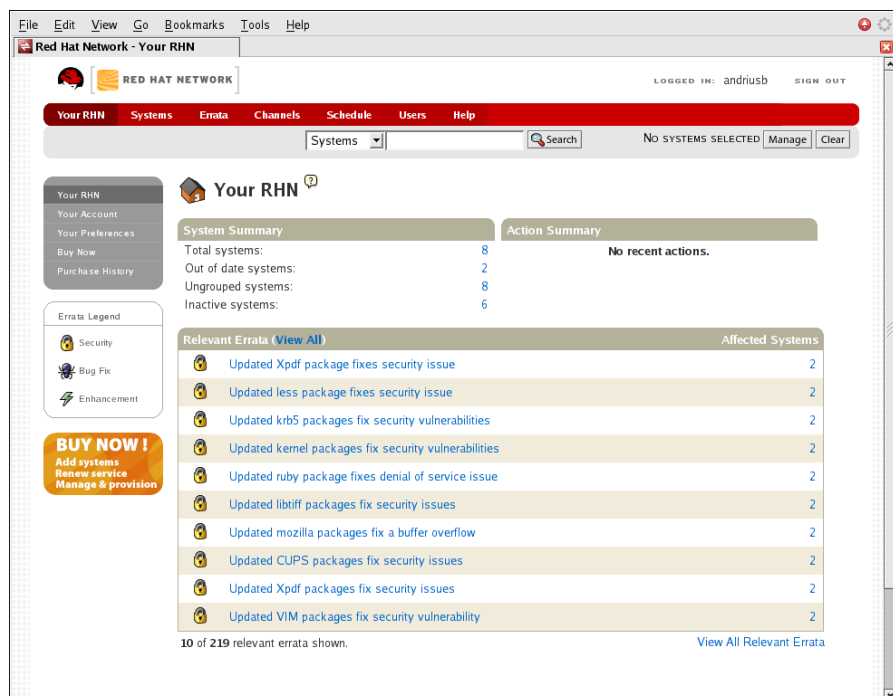 File Edit View Go Bookmarks Tools Help
Red Hat Network - Your RHN
RED HAT NETWORK
LOGGED IN: andriusb SIGN OUT
Your RHN Systems Errata Channels Schedule Users Help
Systems Search NO SYSTEMS SELECTED Manage Clear
Your RHN
Your Account
Your Preferences
Buy Now
Purchase History
Errata Legend
Security
Bug Fix
Enhancement
BUY NOW !
Add systems
Renew service
Manage & provision
Your RHN ?
System Summary
Total systems: 8
Out of date systems: 2
Ungrouped systems: 8
Inactive systems: 6
Action Summary
No recent actions.
Relevant Errata (View All) Affected Systems
Updated Xpdf package fixes security issue 2
Updated less package fixes security issue 2
Updated krb5 packages fix security vulnerabilities 2
Updated kernel packages fix security vulnerabilities 2
Updated ruby package fixes denial of service issue 2
Updated libtiff packages fix security issues 2
Updated mozilla packages fix a buffer overflow 2
Updated CUPS packages fix security issues 2
Updated Xpdf packages fix security issues 2
Updated VIM packages fix security vulnerability 2
10 of 219 relevant errata shown. View All Relevant Errata